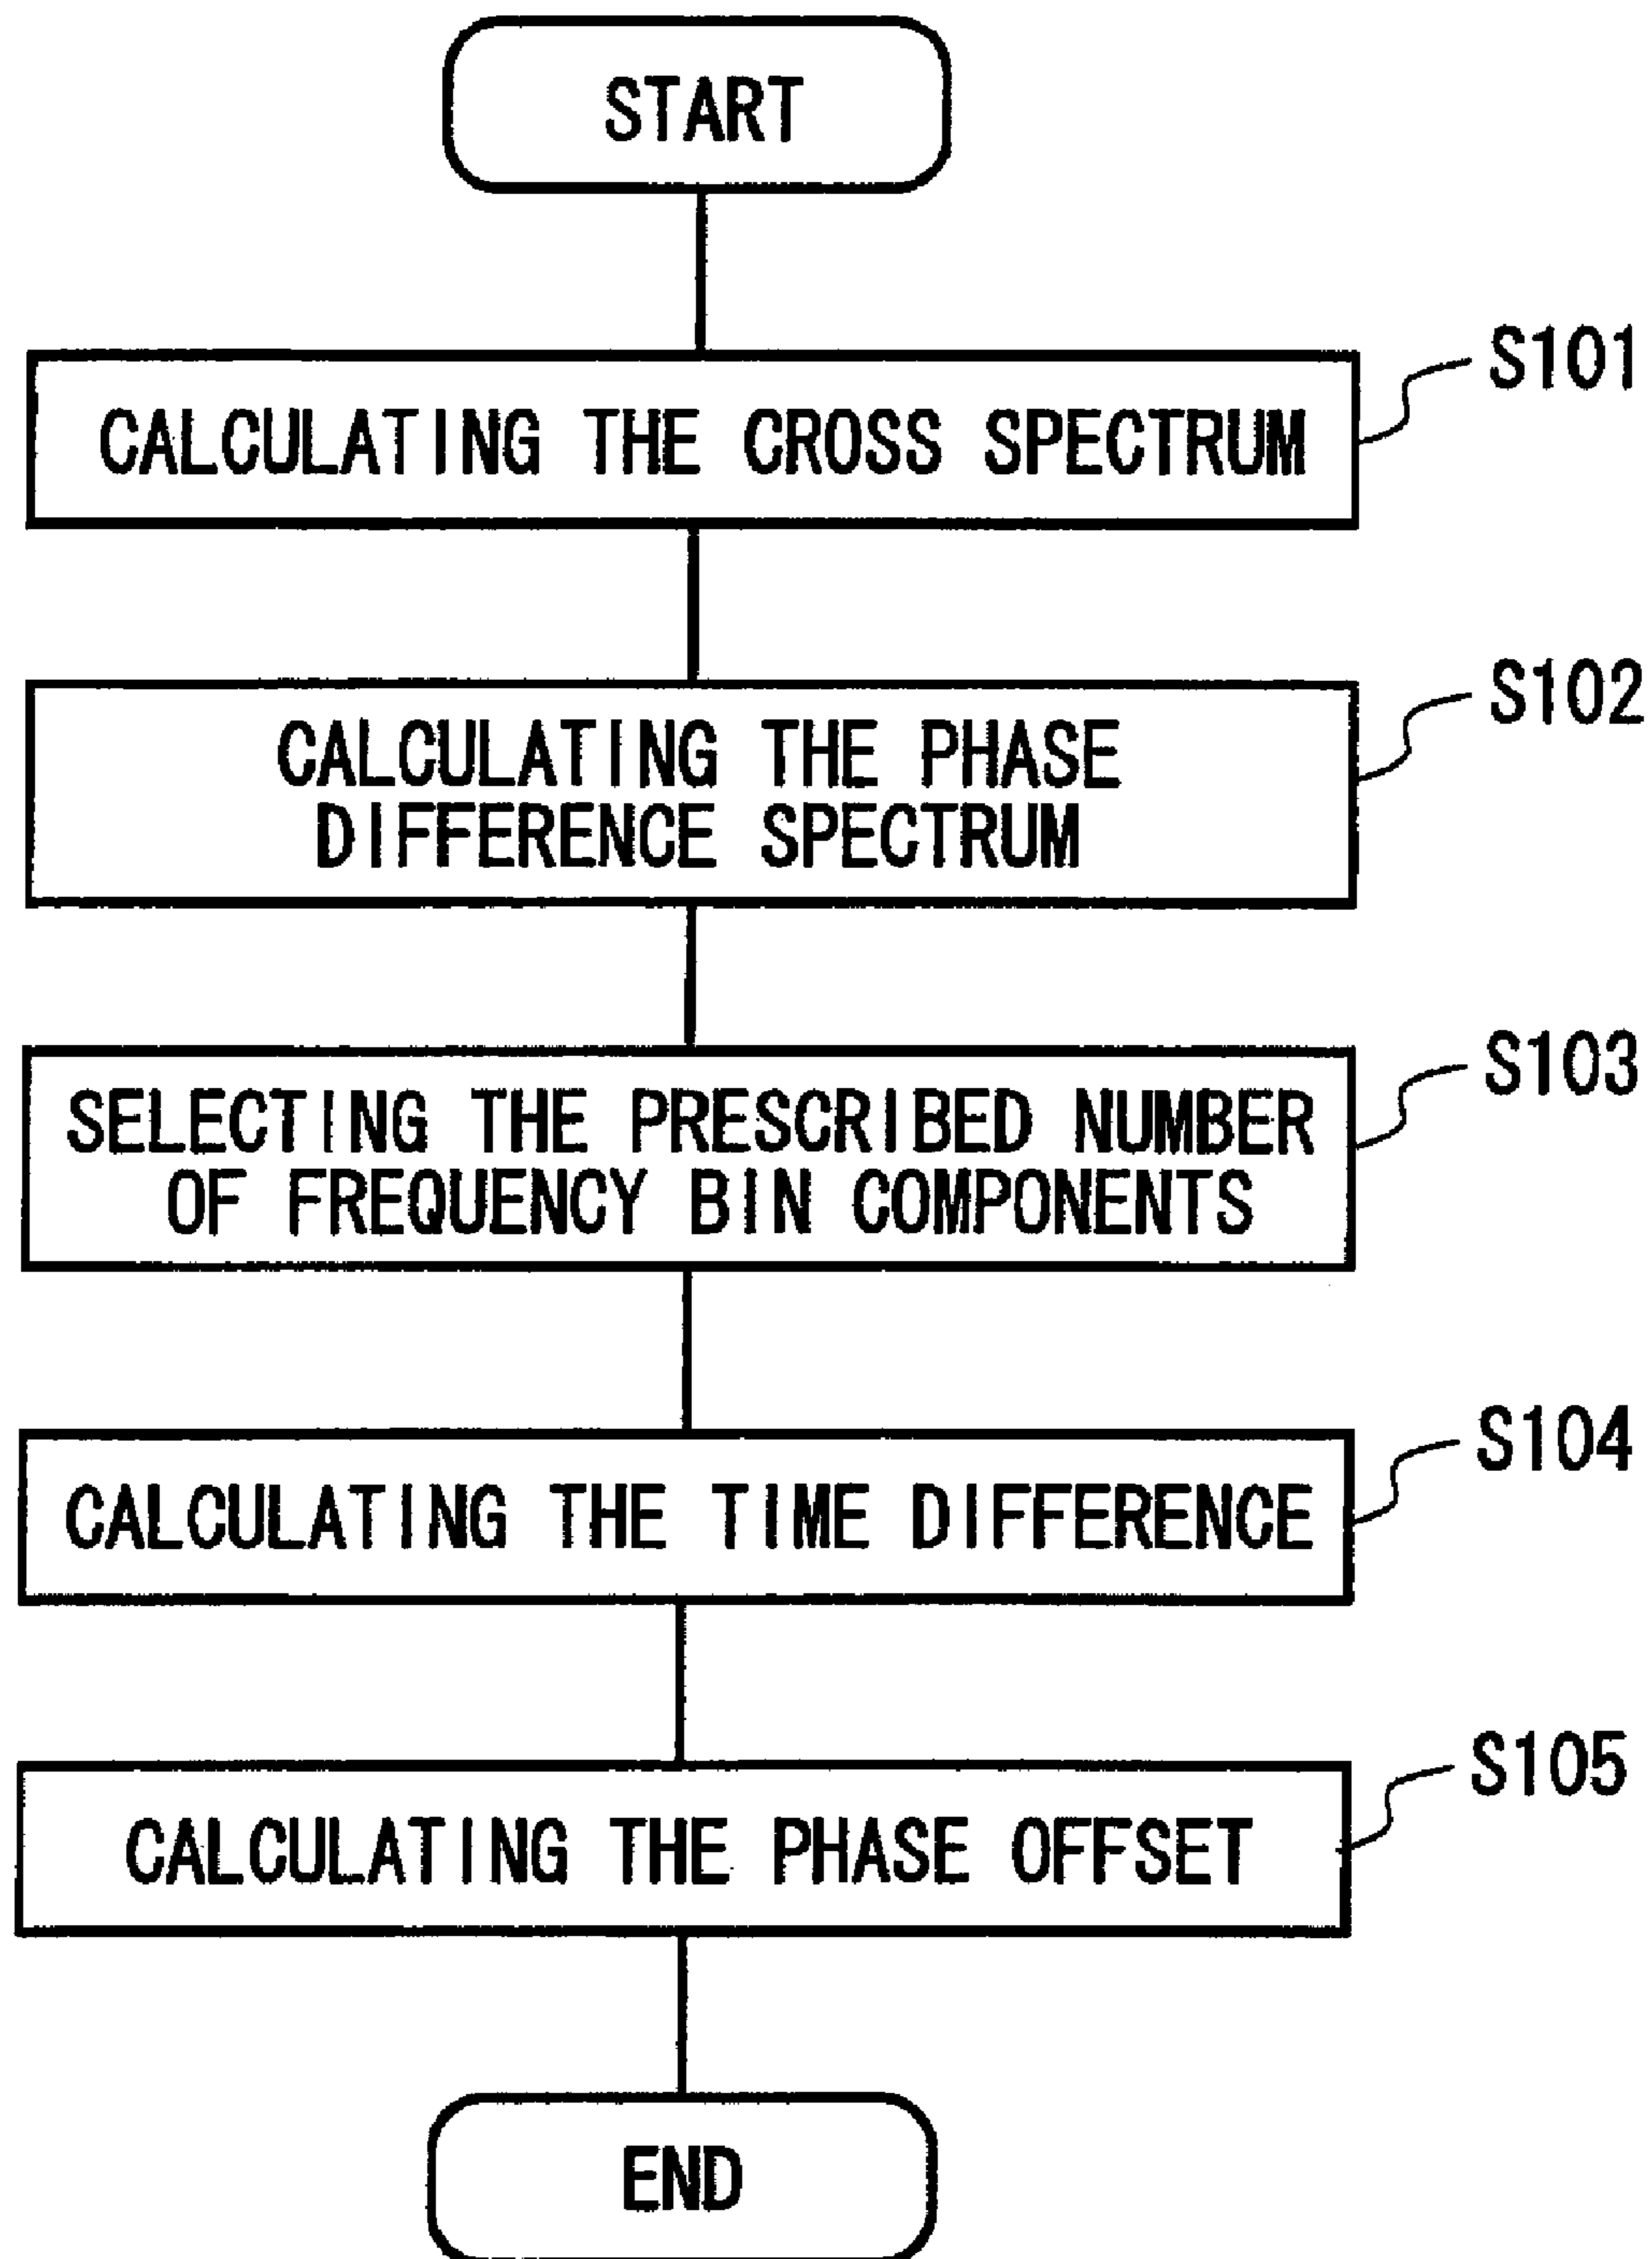 START
S101
CALCULATING THE CROSS SPECTRUM
S102
CALCULATING THE PHASE
DIFFERENCE SPECTRUM
S103
SELECTING THE PRESCRIBED NUMBER
OF FREQUENCY BIN COMPONENTS
S104
CALCULATING THE TIME DIFFERENCE
S105
CALCULATING THE PHASE OFFSET
END